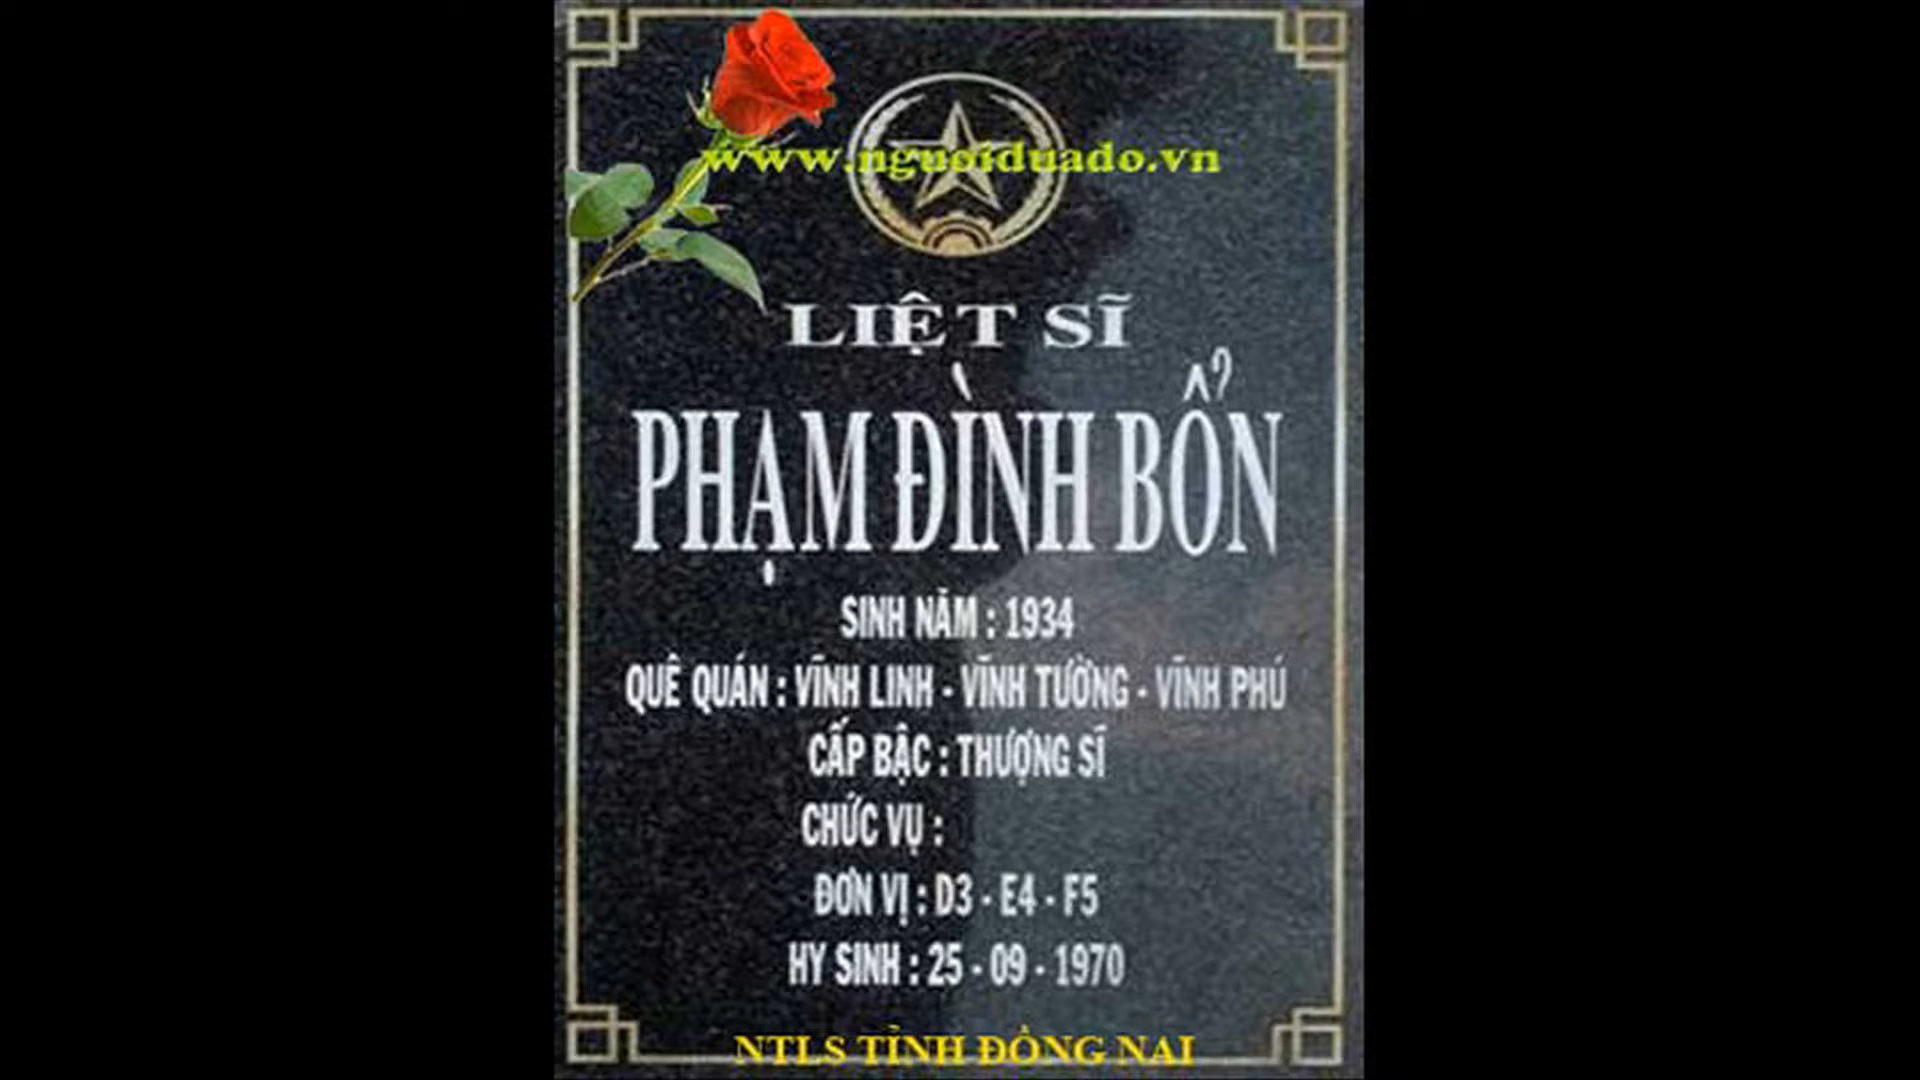 www.nguoiduado.vn
LIỆT SĨ
PHẠM ĐÌNH BỔN
SINH NĂM : 1934
QUÊ QUÁN : VĨNH LINH - VĨNH TƯỜNG - VĨNH PHÚ
CẤP BẬC : THƯỢNG SĨ
CHỨC VỤ :
ĐƠN VỊ : D3 - E4 - F5
HY SINH : 25 - 09 - 1970
NTLS TỈNH ĐỒNG NAI